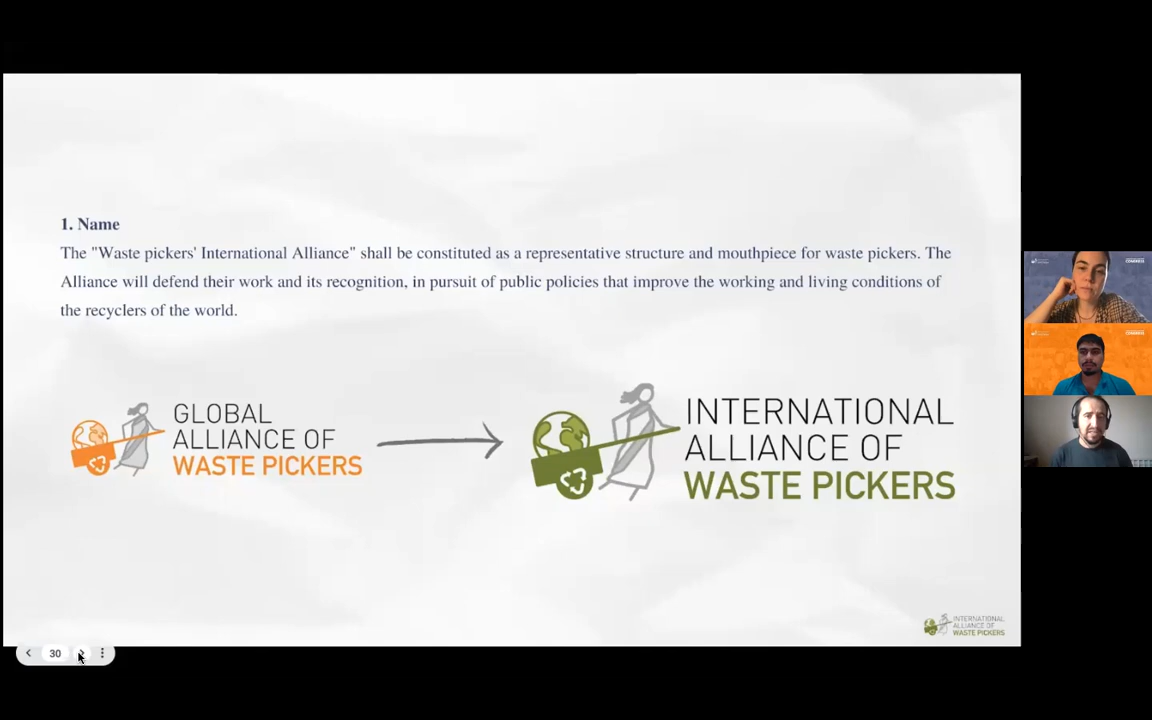 1. Name
The "Waste pickers' International Alliance" shall be constituted as a representative structure and mouthpiece for waste pickers. The
Alliance will defend their work and its recognition, in pursuit of public policies that improve the working and living conditions of
the recyclers of the world.
GLOBAL
ALLIANCE OF
WASTE PICKERS
INTERNATIONAL
ALLIANCE OF
WASTE PICKERS
INTERNATIONAL
ALLIANCE OF
WASTE PICKERS
30